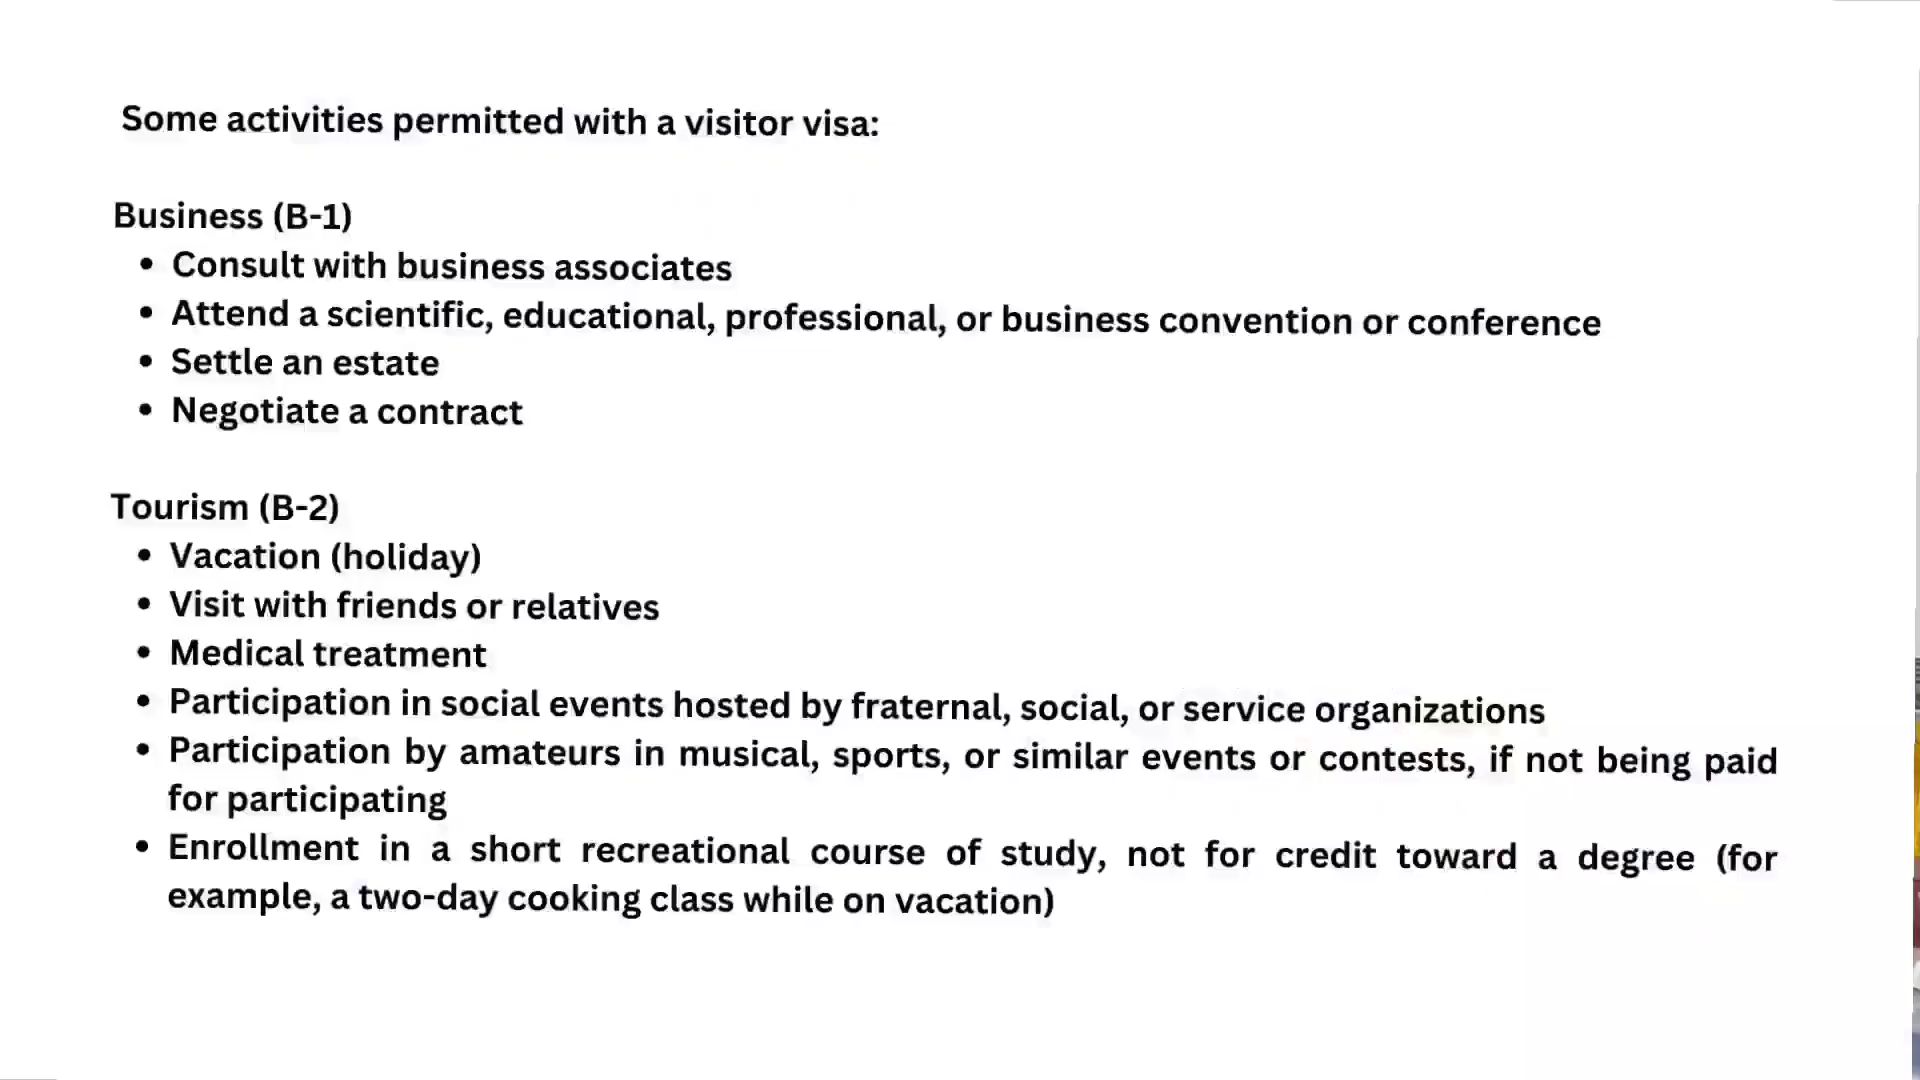 Some activities permitted with a visitor visa:
Business (B-1)
• Consult with business associates
• Attend a scientific, educational, professional, or business convention or conference
• Settle an estate
• Negotiate a contract
Tourism (B-2)
• Vacation (holiday)
• Visit with friends or relatives
• Medical treatment
• Participation in social events hosted by fraternal, social, or service organizations
• Participation by amateurs in musical, sports, or similar events or contests, if not being paid
for participating
• Enrollment in a short recreational course of study, not for credit toward a degree (for
example, a two-day cooking class while on vacation)